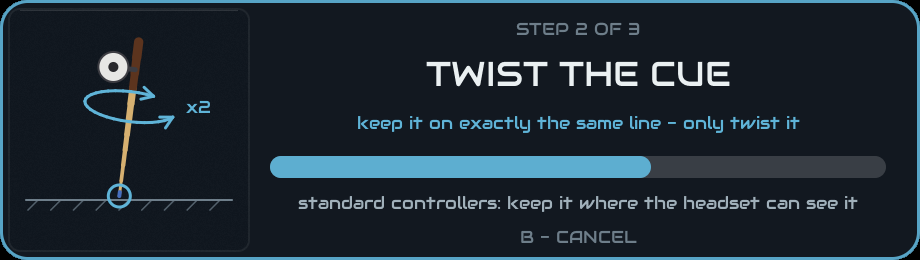 x2
STEP 2 OF 3
TWIST THE CUE
keep it on exactly the same line - only twist it
standard controllers: keep it where the headset can see it
B - CANCEL